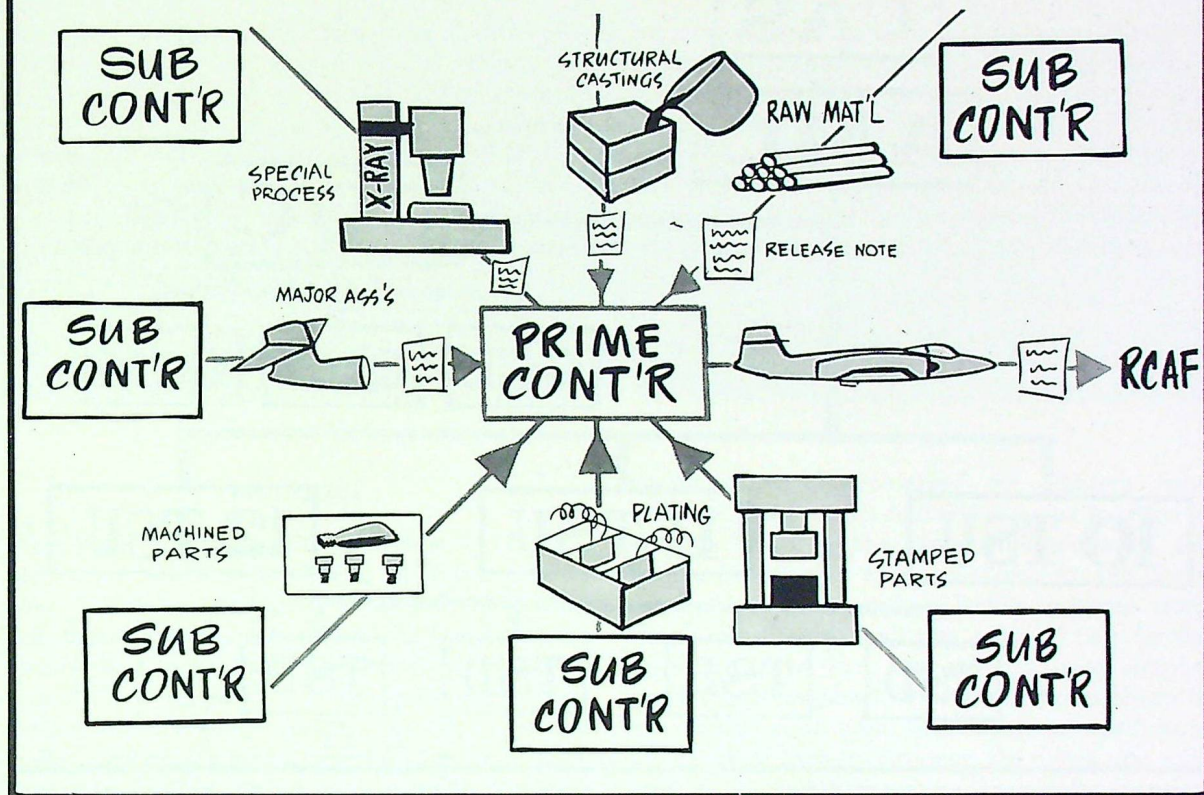 SUB
CONT'R
STRUCTURAL
CASTINGS
RAW MAT'L
SUB
CONT'R
SPECIAL
PROCESS
X-RAY
RELEASE NOTE
MAJOR ASS'S
SUB
CONT'R
PRIME
CONT'R
RCAF
MACHINED
PARTS
PLATING
STAMPED
PARTS
SUB
CONT'R
SUB
CONT'R
SUB
CONT'R